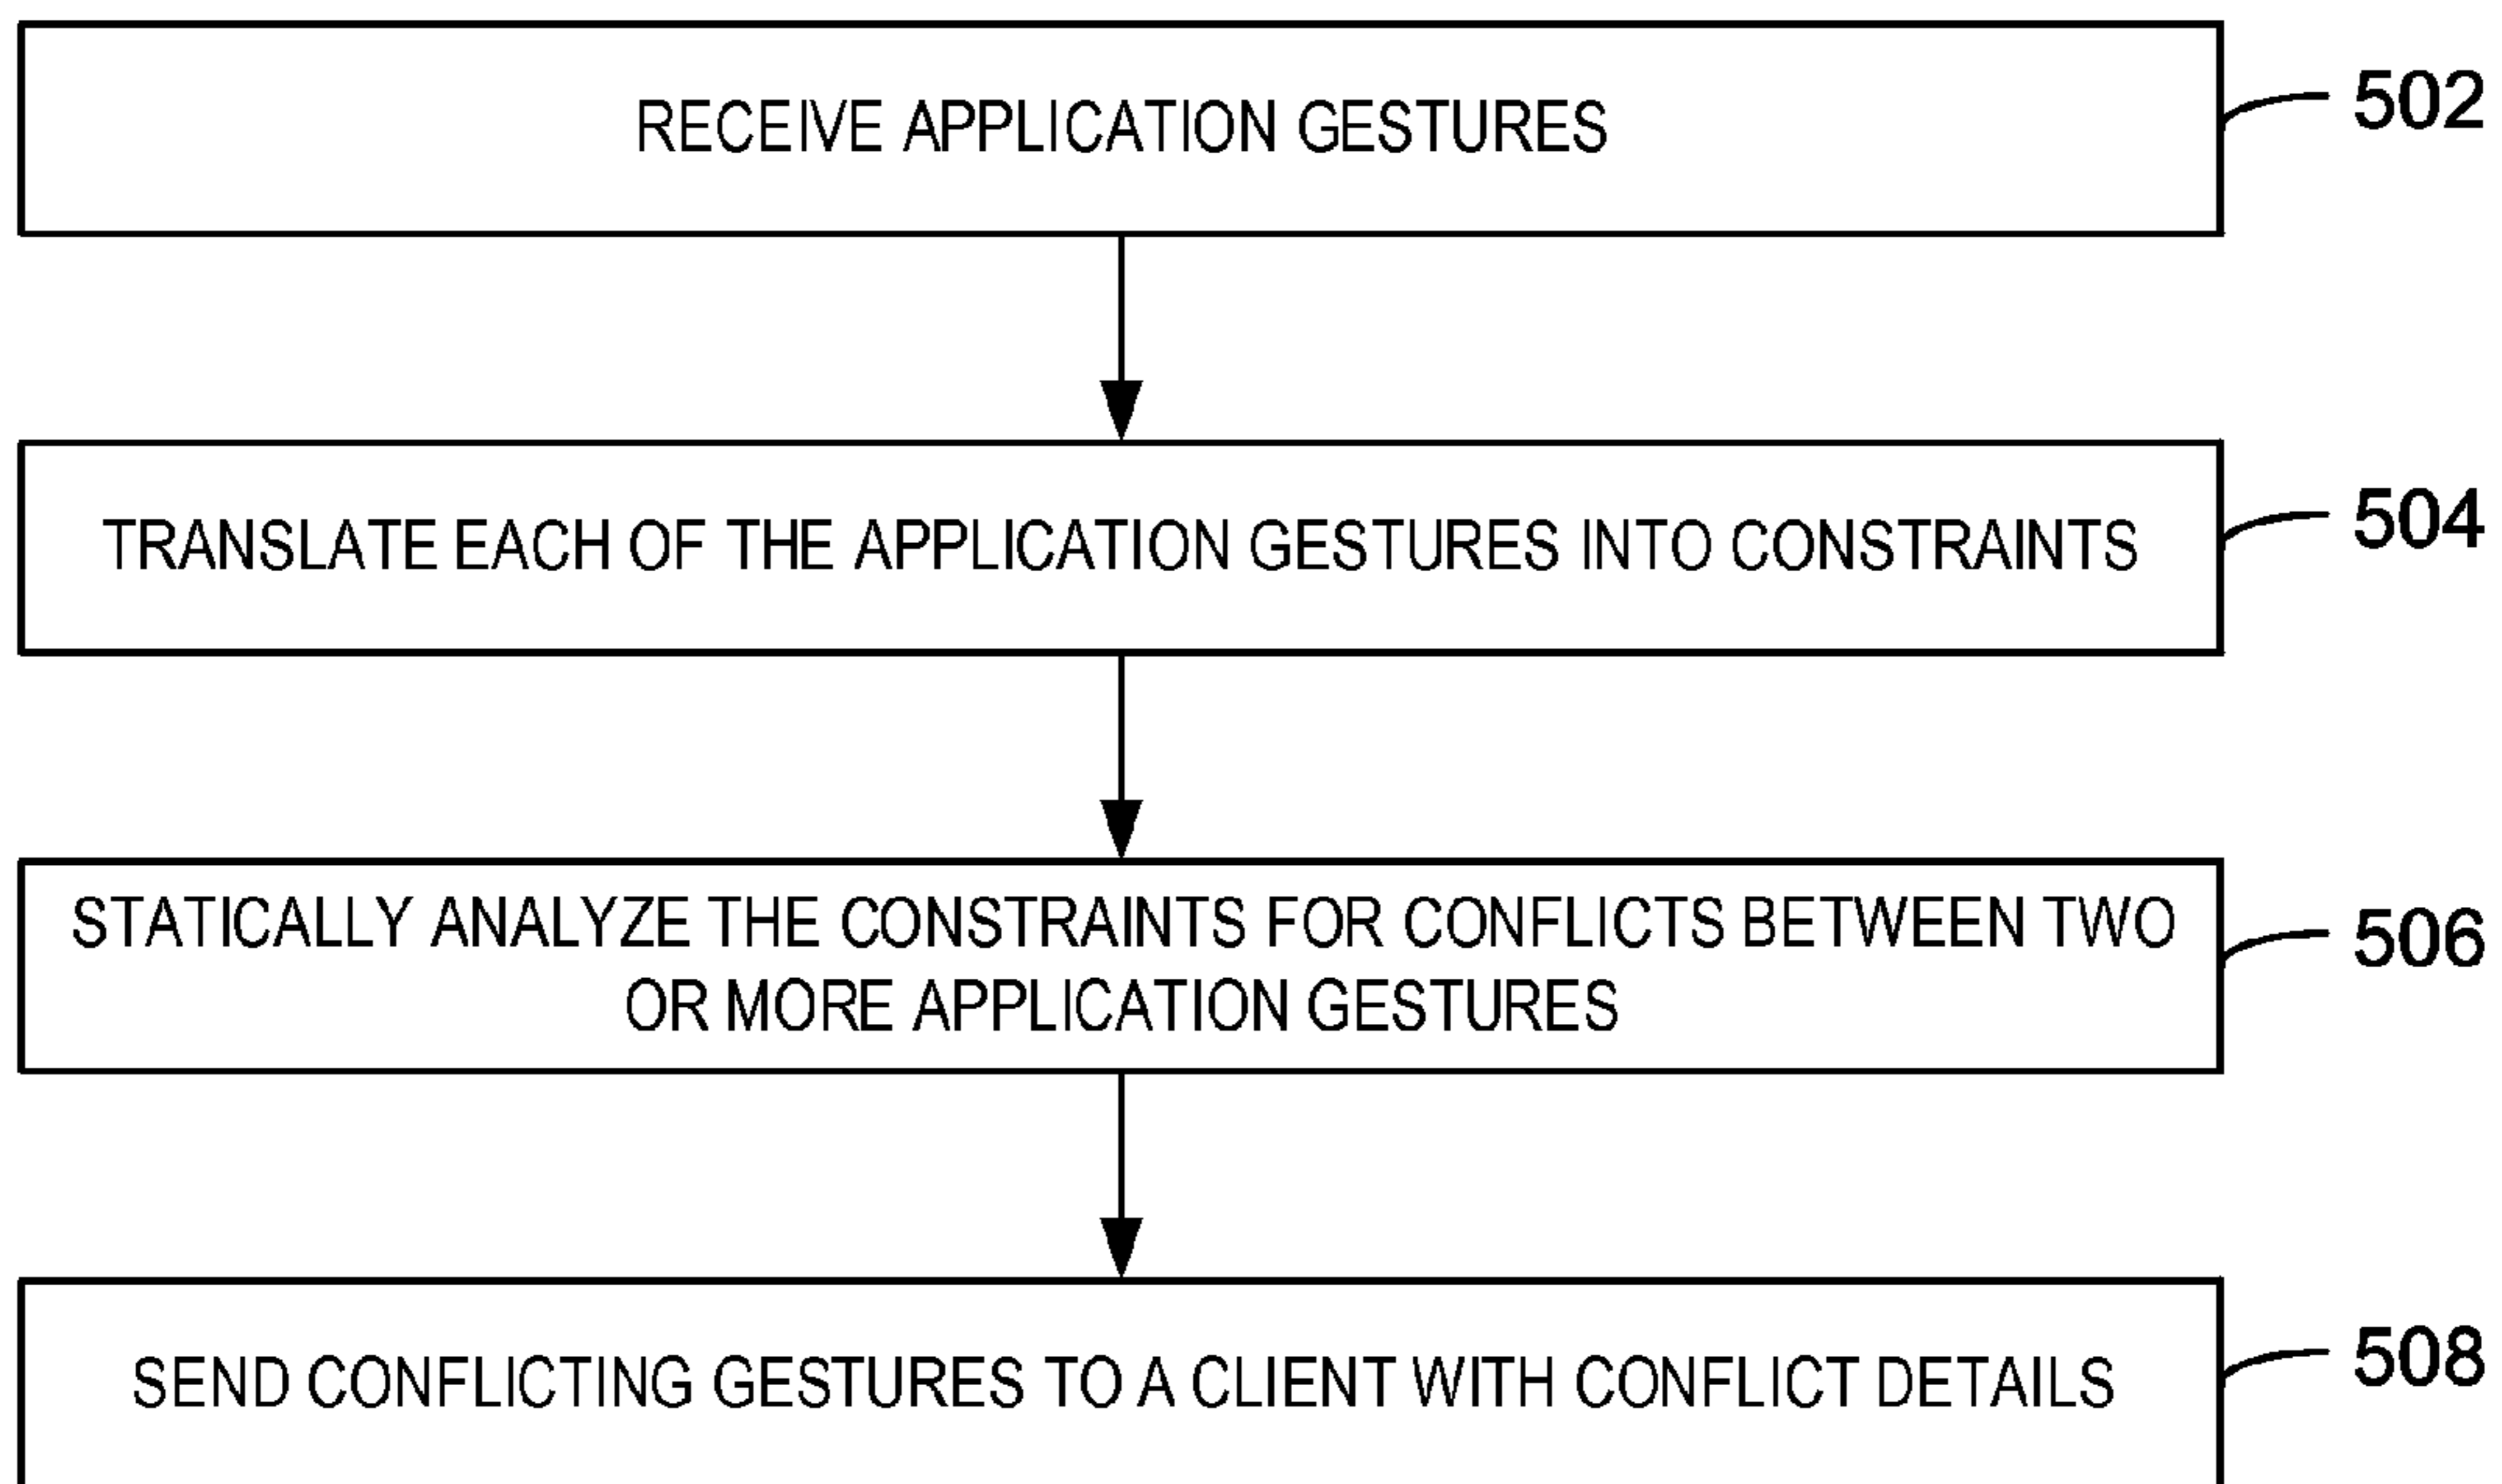 RECEIVE APPLICATION GESTURES
502
TRANSLATE EACH OF THE APPLICATION GESTURES INTO CONSTRAINTS
504
STATICALLY ANALYZE THE CONSTRAINTS FOR CONFLICTS BETWEEN TWO
OR MORE APPLICATION GESTURES
506
SEND CONFLICTING GESTURES TO A CLIENT WITH CONFLICT DETAILS
508